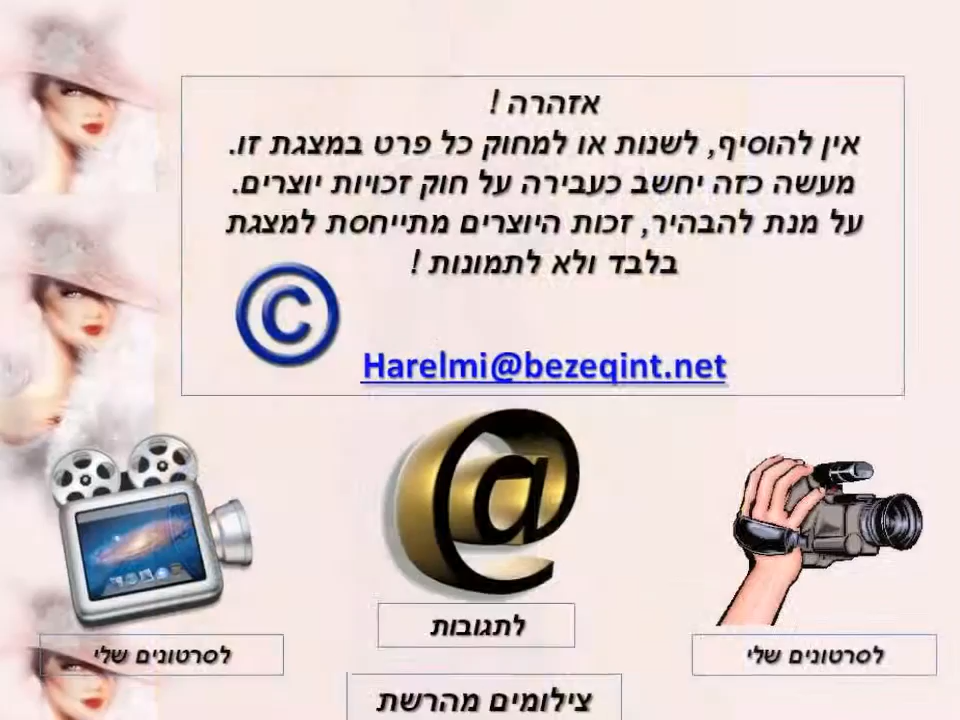 אזהרה !
אין להוסיף, לשנות או למחוק כל פרט במצגת זו.
מעשה כזה יחשב כעבירה על חוק זכויות יוצרים.
על מנת להבהיר, זכות היוצרים מתייחסת למצגת
בלבד ולא לתמונות !
©
Harelmi@bezeqint.net
@
לתגובות
לסרטונים שלי
לסרטונים שלי
צילומים מהרשת